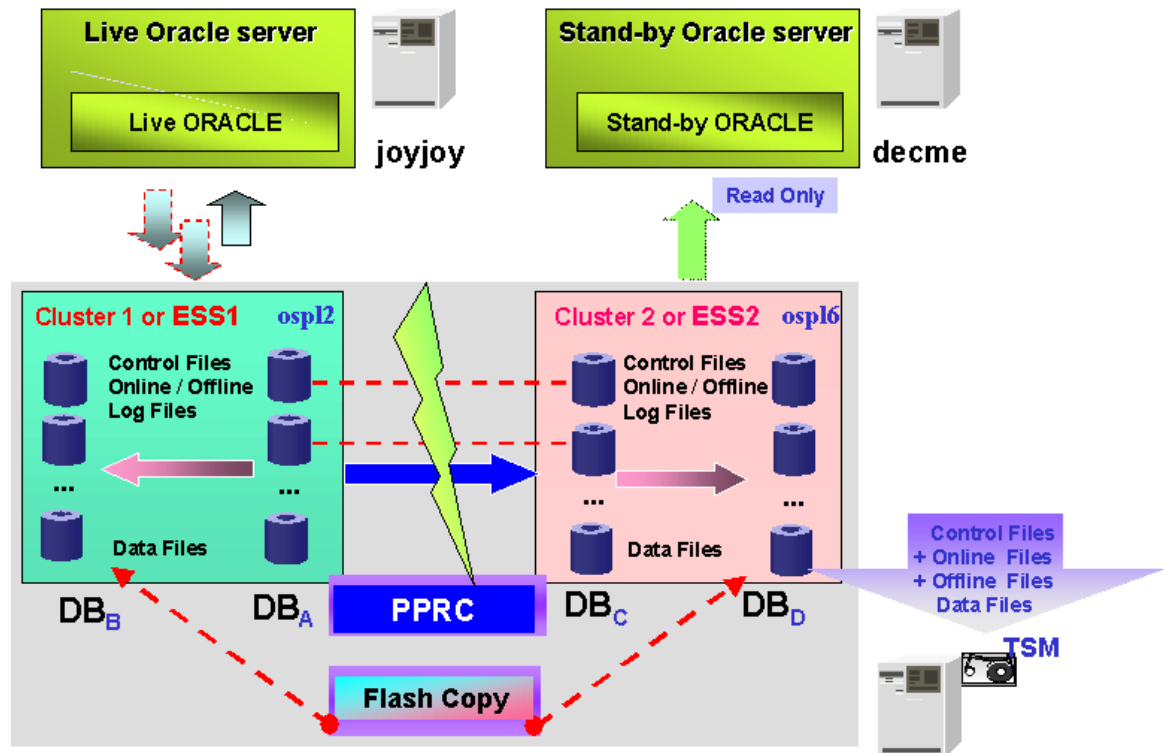 Live Oracle server
Live ORACLE
joyjoy
Stand-by Oracle server
Stand-by ORACLE
decme
Read Only
Cluster 1 or ESS1
ospl2
Control Files
Online / Offline
Log Files
...
...
Data Files
Cluster 2 or ESS2
ospl6
Control Files
Online / Offline
Log Files
...
...
Data Files
DBB
DBA
PPRC
DBC
DBD
Flash Copy
Control Files
+ Online Files
+ Offline Files
Data Files
TSM